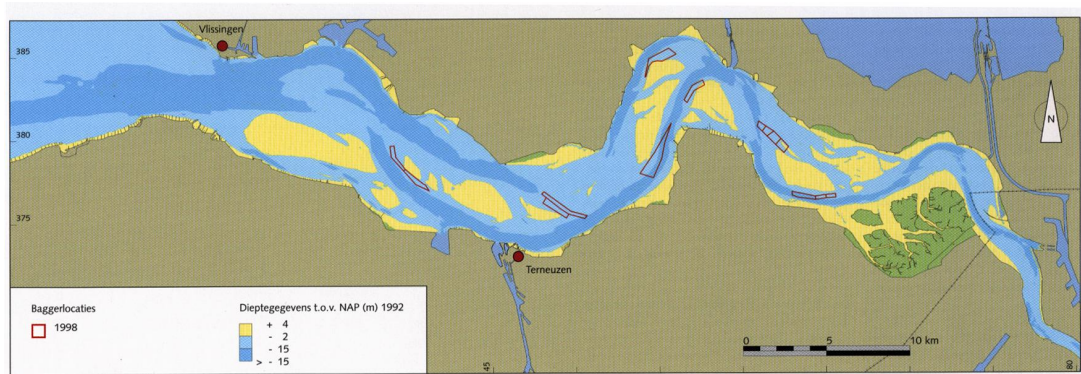 Vlissingen
385
380
375
N
Terneuzen
Baggerlocaties
1998
Dieptegegevens t.o.v. NAP (m) 1992
+ 4
- 2
- 15
> - 15
0 5 10 km
45
80